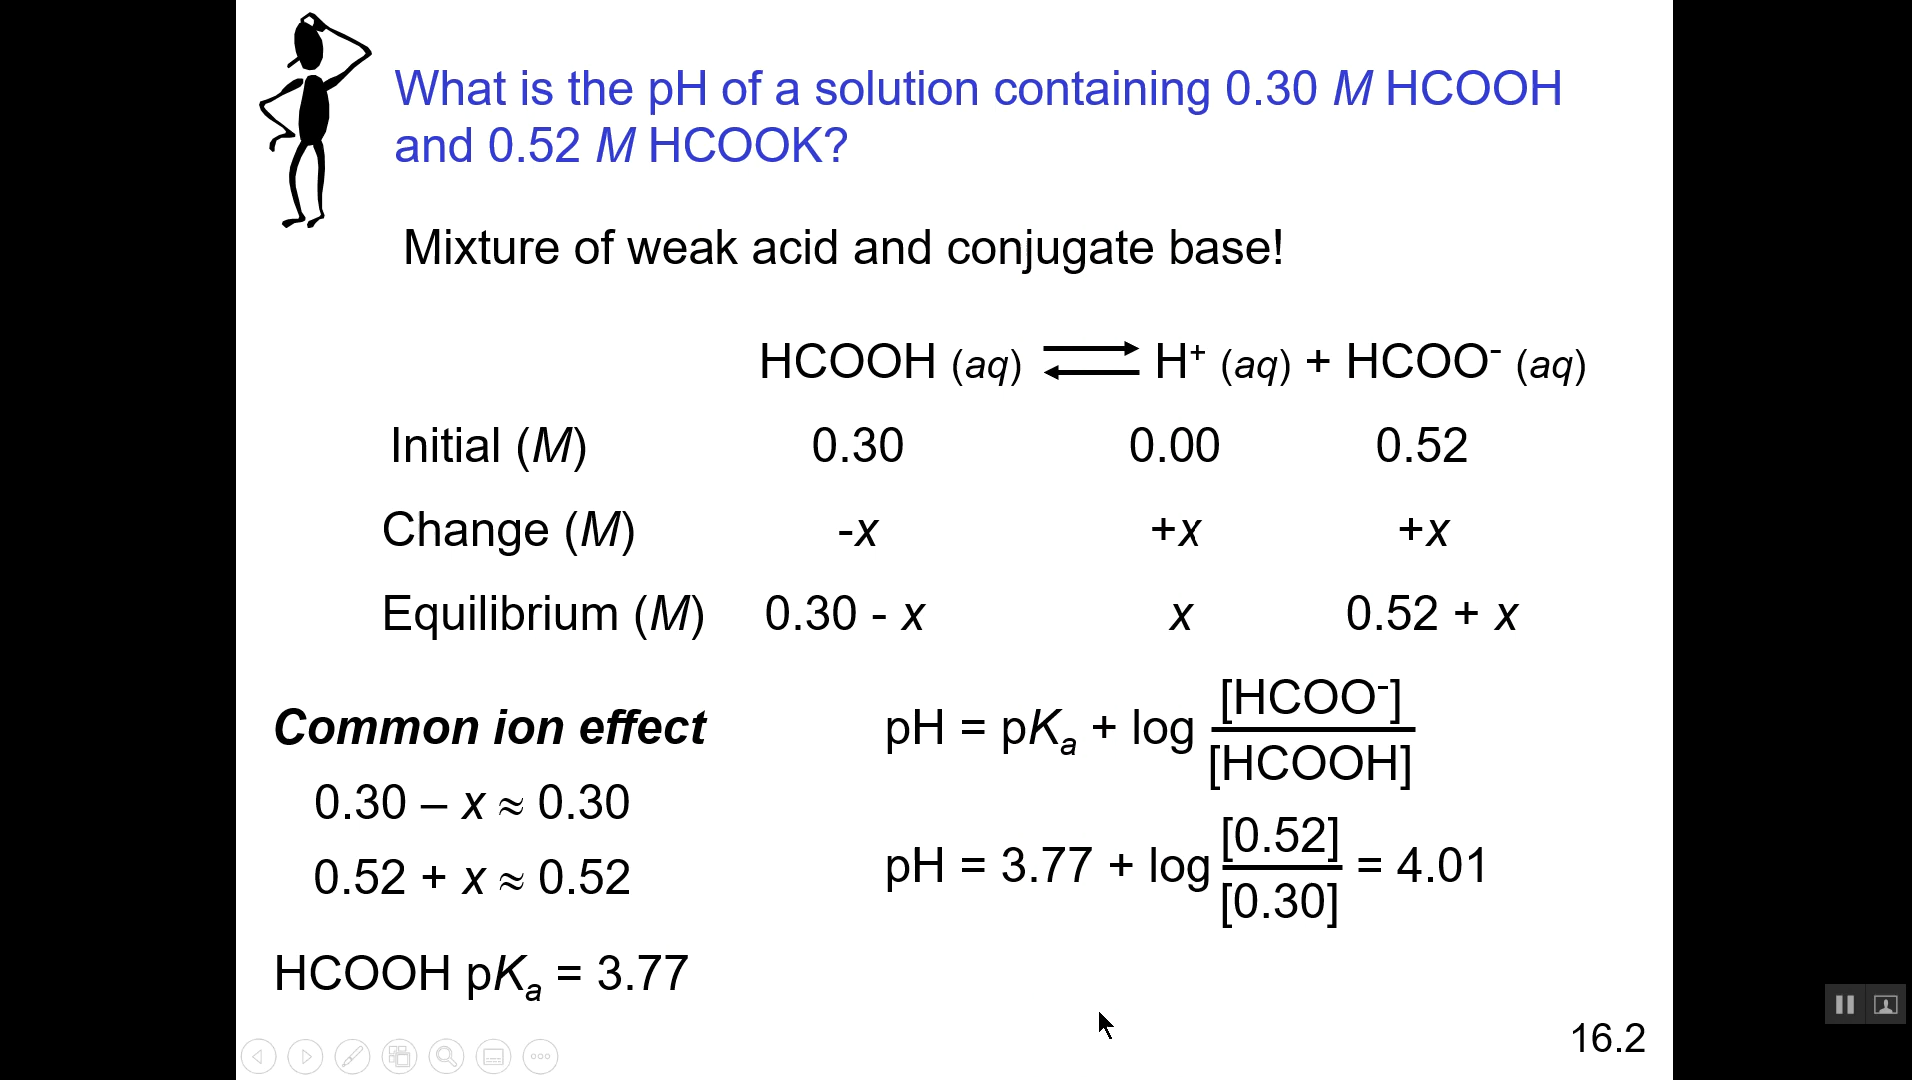 What is the pH of a solution containing 0.30 M HCOOH
and 0.52 M HCOOK?
Mixture of weak acid and conjugate base!
HCOOH (aq) ⇌ H⁺ (aq) + HCOO⁻ (aq)
Initial (M) 0.30 0.00 0.52
Change (M) -x +x +x
Equilibrium (M) 0.30 - x x 0.52 + x
Common ion effect
0.30 – x ≈ 0.30
0.52 + x ≈ 0.52
HCOOH pKₐ = 3.77
pH = pKₐ + log [HCOO⁻] / [HCOOH]
pH = 3.77 + log [0.52] / [0.30] = 4.01
16.2